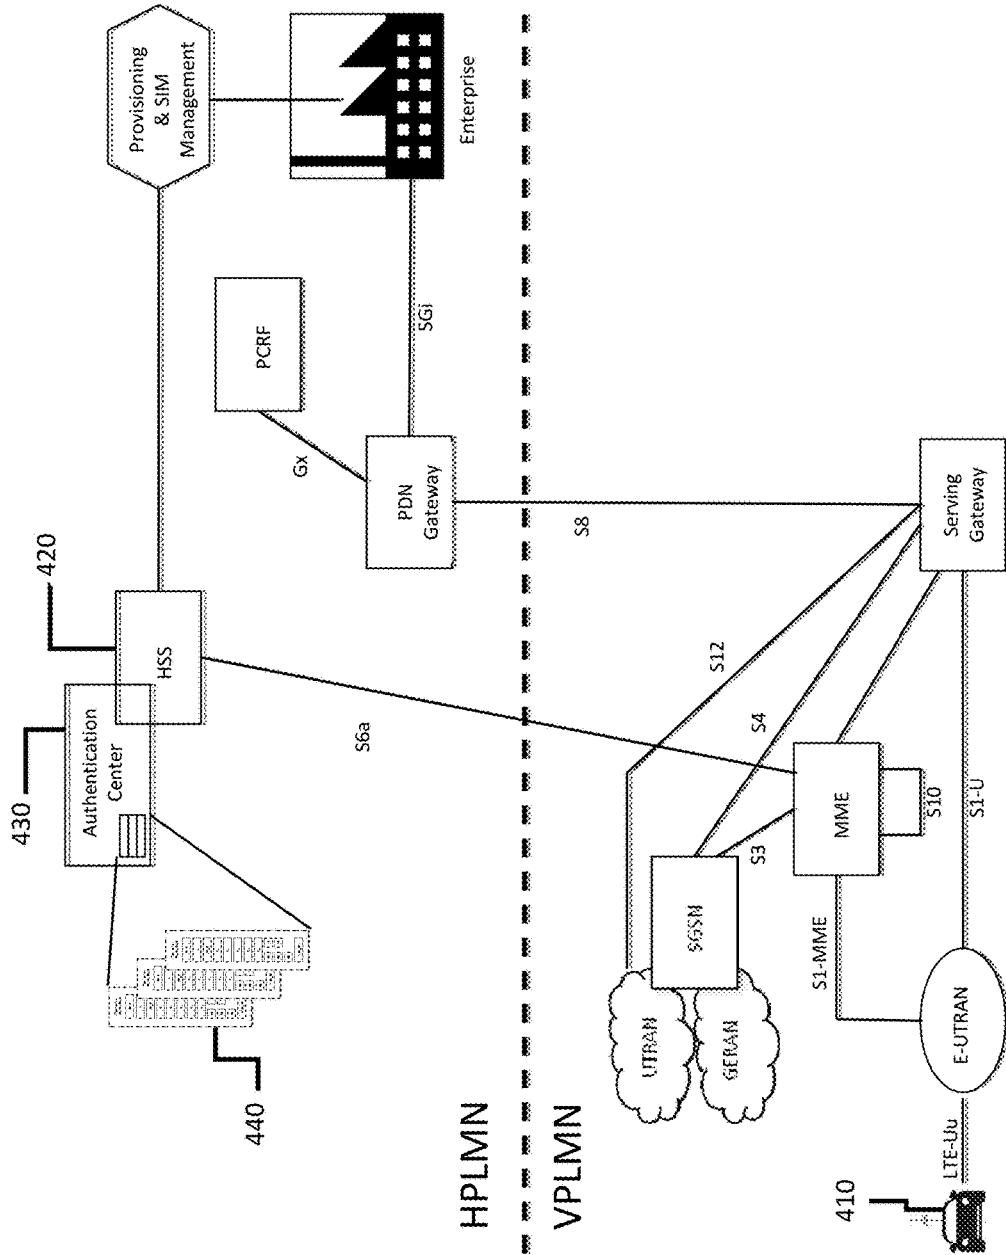 430
420
Authentication
Center
HSS
Provisioning
& SIM
Management
440
PCRF
Gx
S6a
PDN
Gateway
SGi
Enterprise
HPLMN
VPLMN
S8
UTRAN
GERAN
SGSN
S12
S4
S3
S1-MME
MME
S10
410
LTE-Uu
E-UTRAN
S1-U
Serving
Gateway